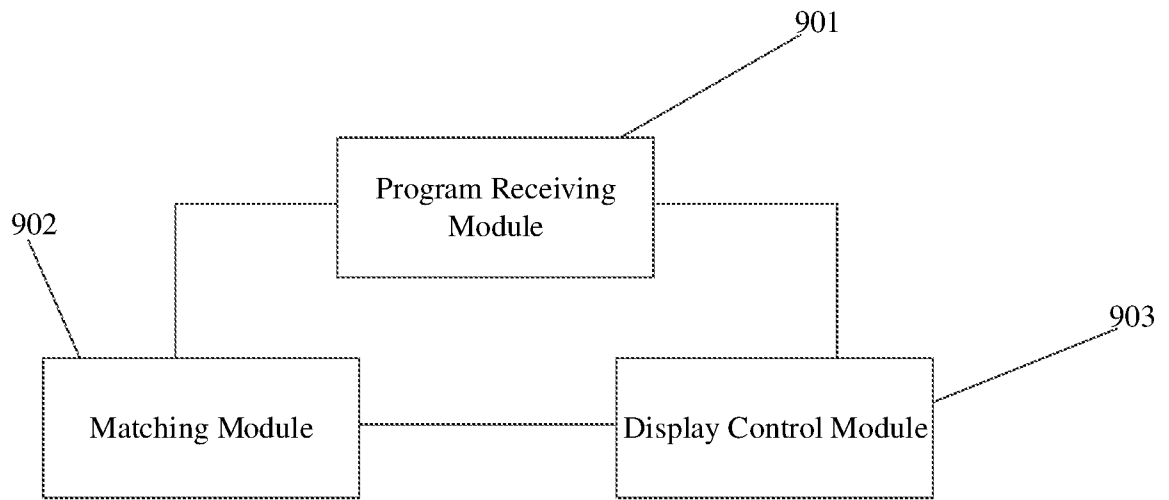 901
Program Receiving
Module
902
903
Matching Module
Display Control Module